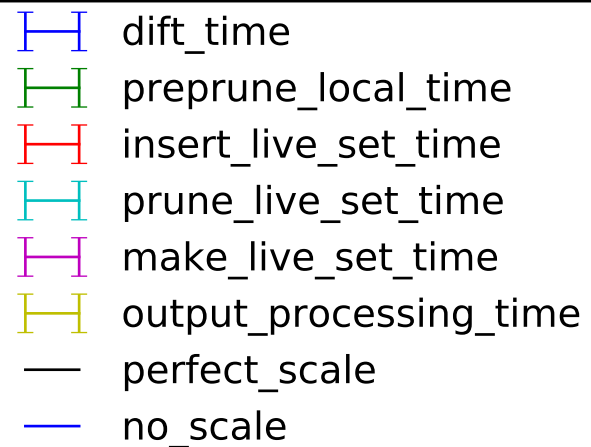 dift_time
preprune_local_time
insert_live_set_time
prune_live_set_time
make_live_set_time
output_processing_time
perfect_scale
no_scale